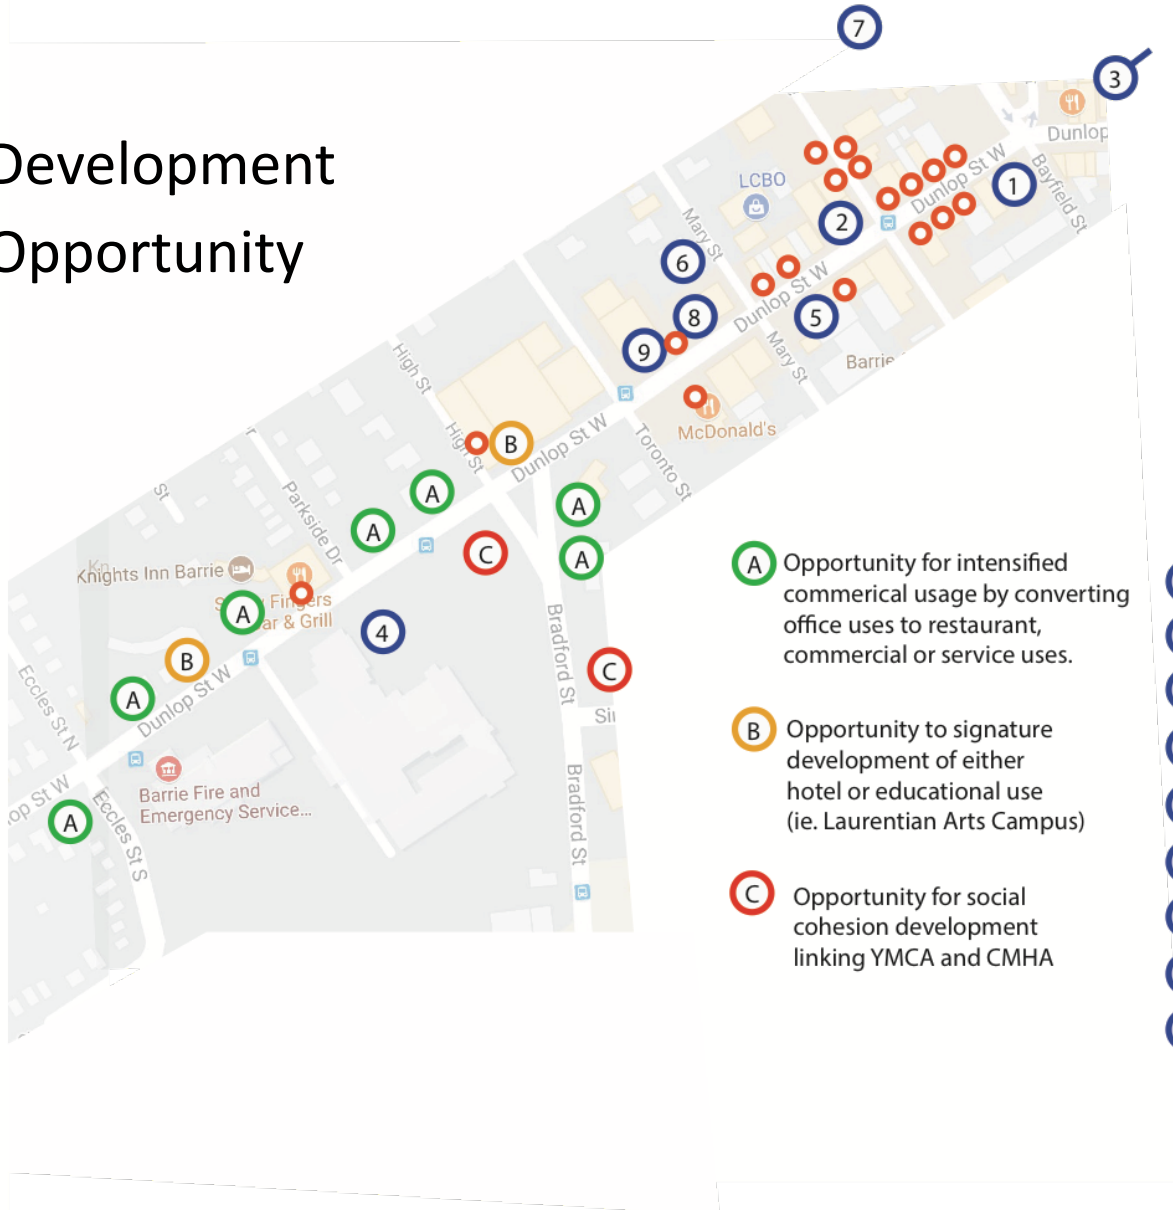 7
3
Development
Opportunity
Dunlop
LCBO
Dunlop St W
1
Bayfield St
Mary St
2
6
Dunlop St W
8
5
9
Mary St
Barrie
High St
McDonald's
High St
B
Dunlop St W
Toronto St
A
A
A
St
Parkside Dr
C
A
Knights Inn Barrie
Fingers
Bar & Grill
A
4
Bradford St
B
C
Eccles St N
A
Dunlop St W
Barrie Fire and
Emergency Service...
Bradford St
lop St W
Eccles St S
A
A Opportunity for intensified
commerical usage by converting
office uses to restaurant,
commercial or service uses.
B Opportunity to signature
development of either
hotel or educational use
(ie. Laurentian Arts Campus)
C Opportunity for social
cohesion development
linking YMCA and CMHA